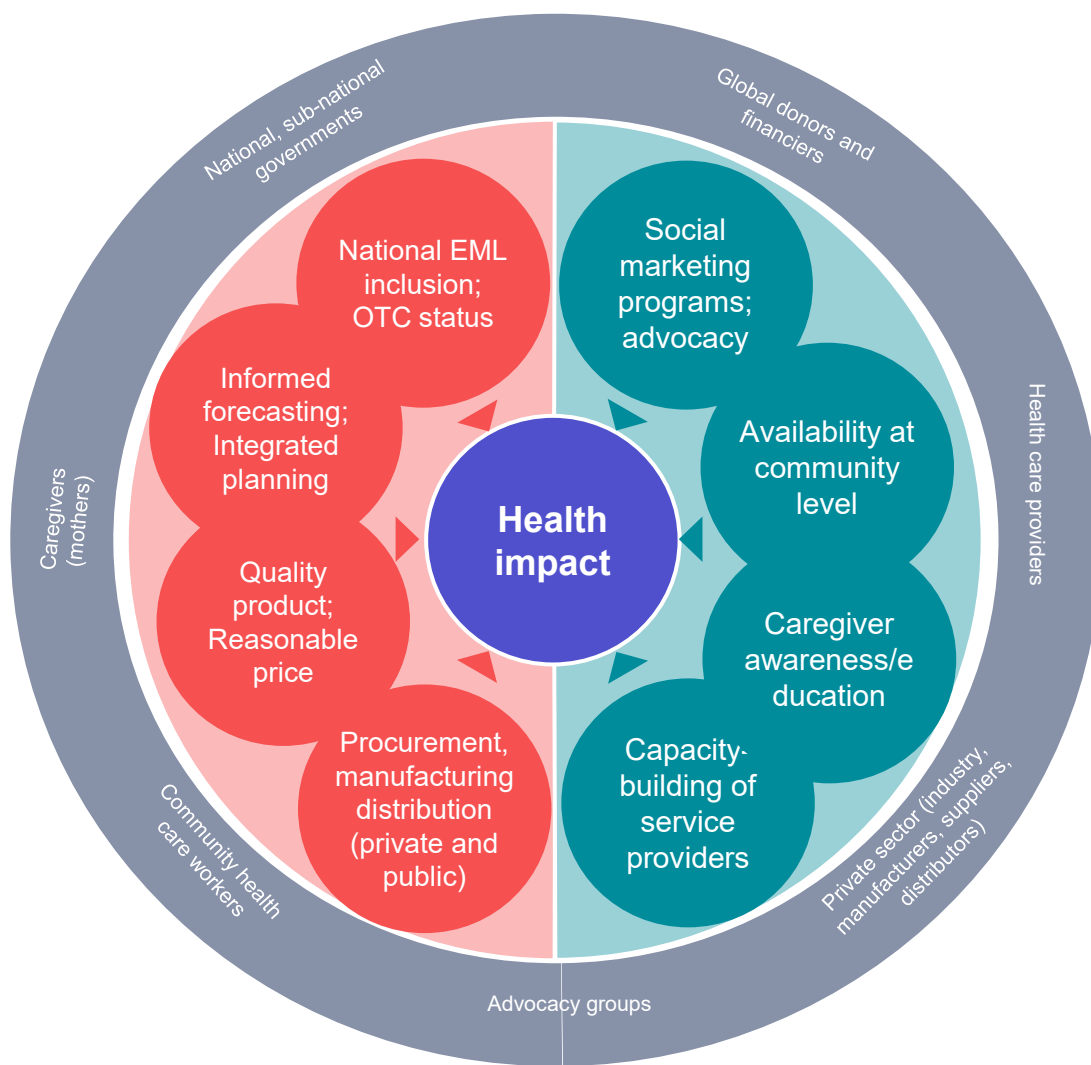 National, sub-national
governments
Global donors and
financiers
Health care providers
Private sector (industry,
manufacturers, suppliers,
distributors)
Advocacy groups
Community health
care workers
Caregivers
(mothers)
National EML
inclusion;
OTC status
Informed
forecasting;
Integrated
planning
Quality
product;
Reasonable
price
Procurement,
manufacturing
distribution
(private and
public)
Social
marketing
programs;
advocacy
Availability at
community
level
Caregiver
awareness/e
ducation
Capacity-
building of
service
providers
Health
impact